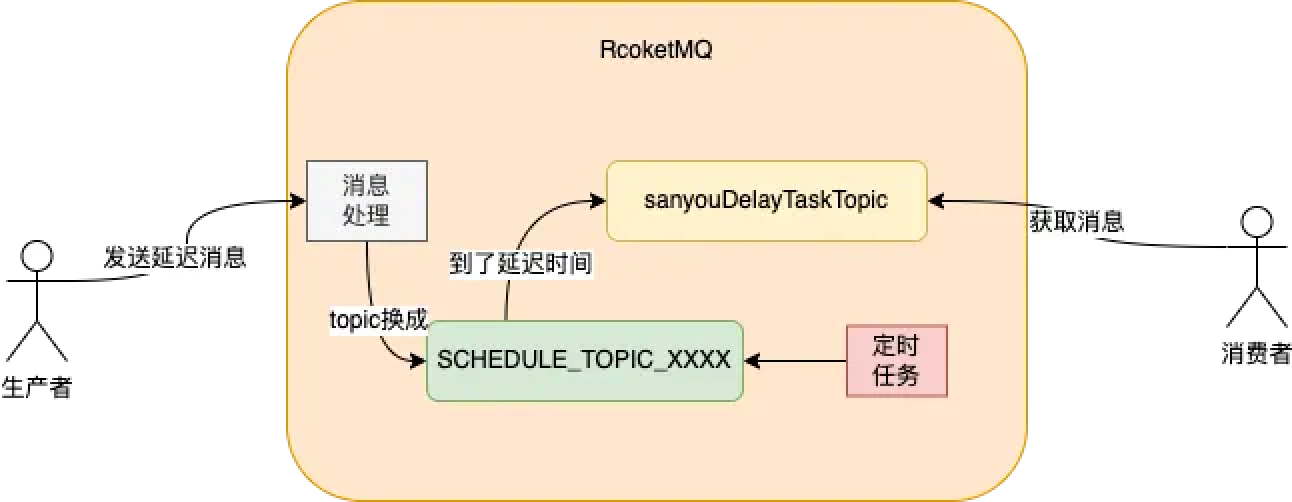 RcoketMQ
消息
处理
sanyouDelayTaskTopic
获取消息
发送延迟消息
到了延迟时间
topic换成
SCHEDULE_TOPIC_XXXX
定时
任务
生产者
消费者